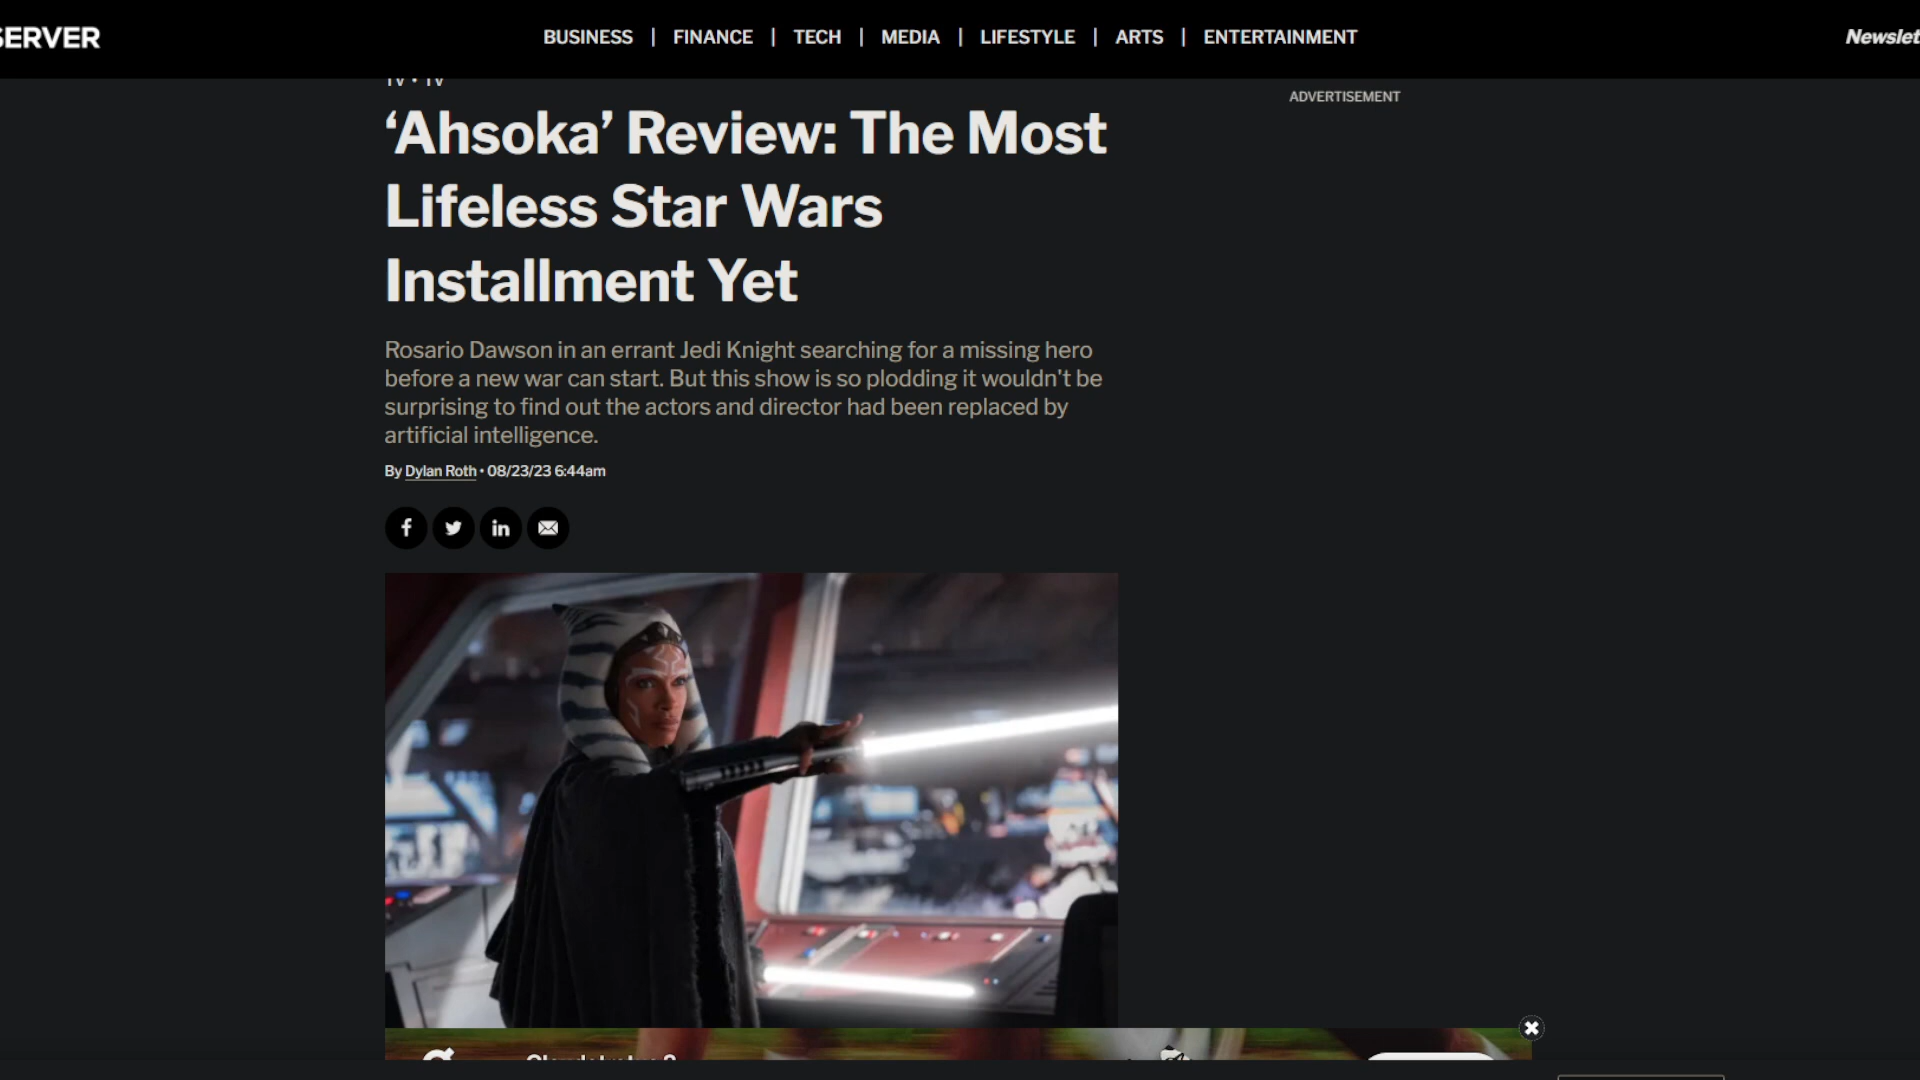 SERVER
BUSINESS | FINANCE | TECH | MEDIA | LIFESTYLE | ARTS | ENTERTAINMENT
Newslet
TV • TV
ADVERTISEMENT
‘Ahsoka’ Review: The Most
Lifeless Star Wars
Installment Yet
Rosario Dawson in an errant Jedi Knight searching for a missing hero
before a new war can start. But this show is so plodding it wouldn't be
surprising to find out the actors and director had been replaced by
artificial intelligence.
By Dylan Roth • 08/23/23 6:44am